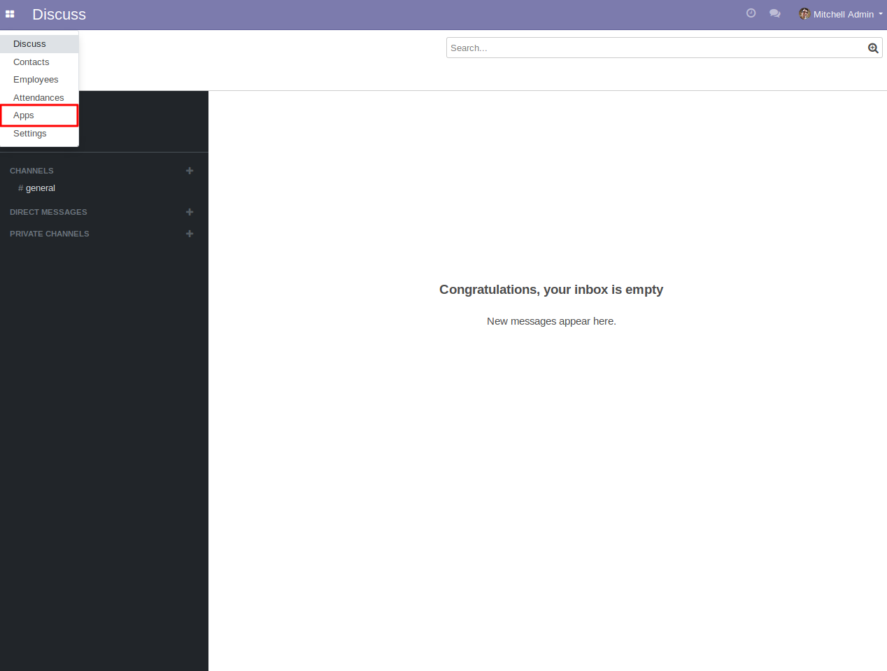 Discuss
Mitchell Admin
Discuss
Search...
Contacts
Employees
Attendances
Apps
Settings
CHANNELS
# general
DIRECT MESSAGES
PRIVATE CHANNELS
Congratulations, your inbox is empty
New messages appear here.